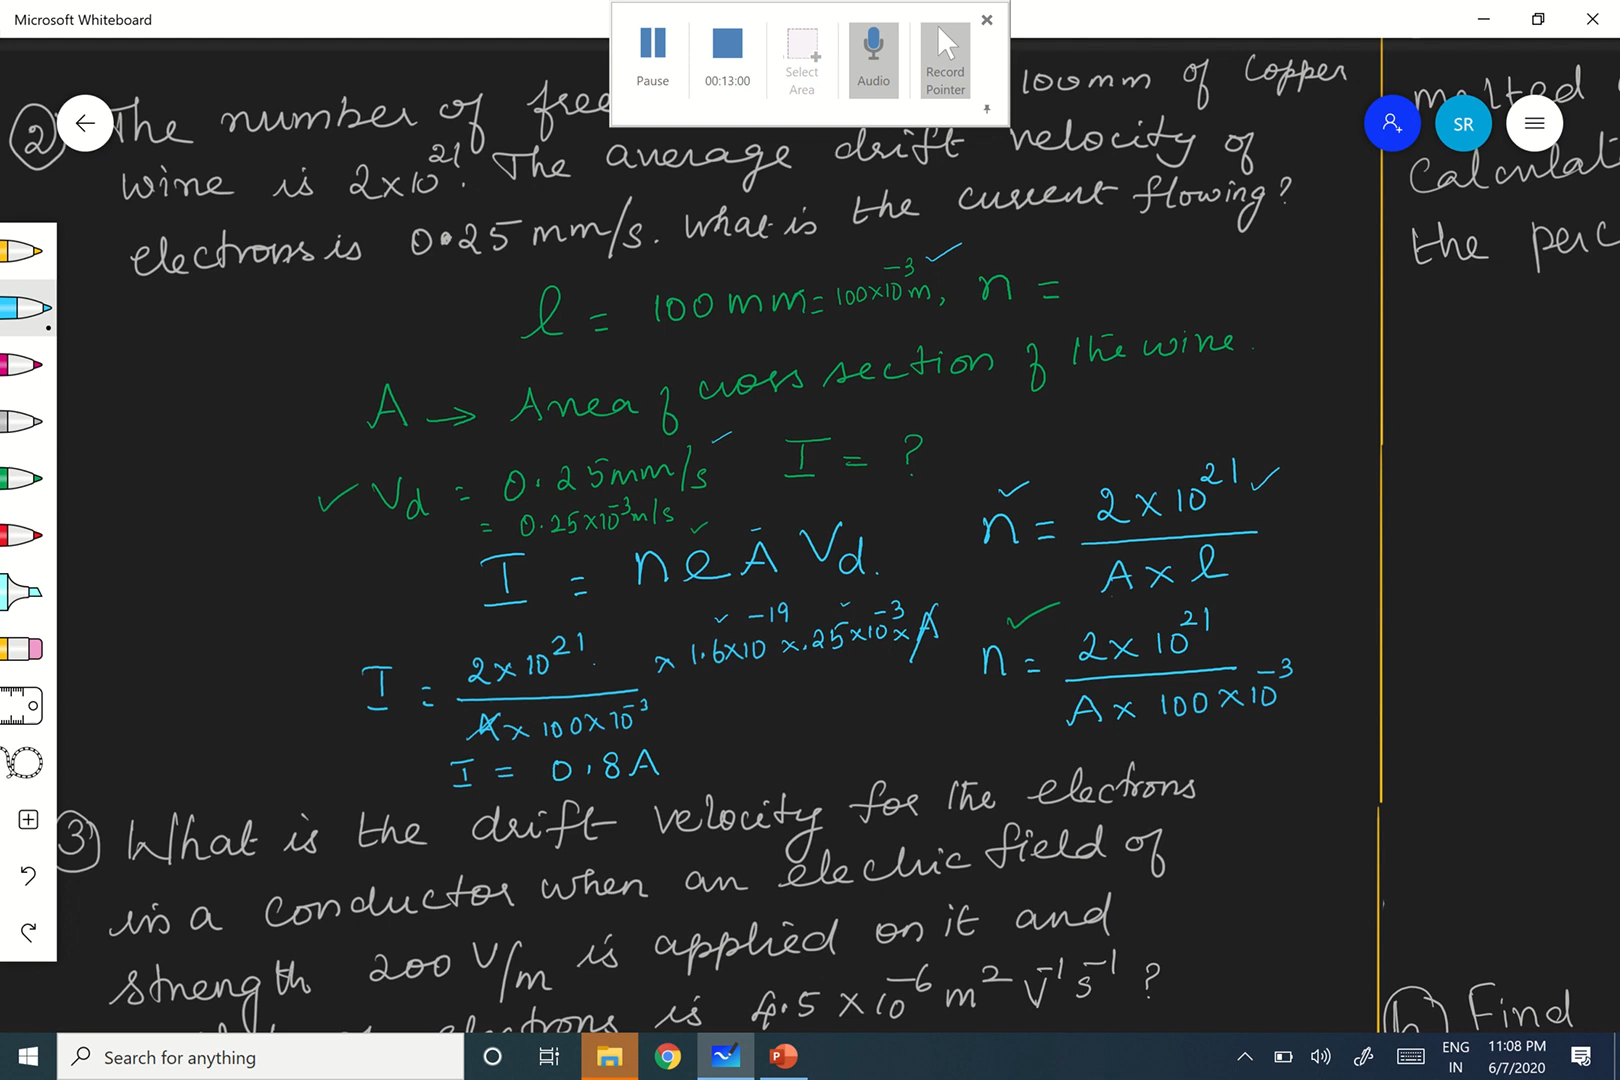 Microsoft Whiteboard
Pause
00:13:00
Select Area
Audio
Record Pointer
SR
② The number of free 100mm of Copper
wire is 2×10²¹. The average drift velocity of
electrons is 0.25 mm/s. What is the current flowing?
l = 100 mm = 100×10⁻³ m, n =
A → Area of cross section of the wire.
✓ Vd = 0.25mm/s ✓ I = ?
= 0.25×10⁻³ m/s
I = n e A Vd.
n = 2×10²¹ / A × l
I = 2×10²¹ / A × 100×10⁻³ × 1.6×10⁻¹⁹ × .25×10⁻³ × A
n = 2×10²¹ / A × 100×10⁻³
I = 0.8A
③ What is the drift velocity for the electrons
in a conductor when an electric field of
strength 200 V/m is applied on it and
electrons is 4.5 × 10⁻⁶ m² V⁻¹ s⁻¹ ?
melted
Calculat
the perc
Find
Search for anything
ENG
IN
11:08 PM
6/7/2020